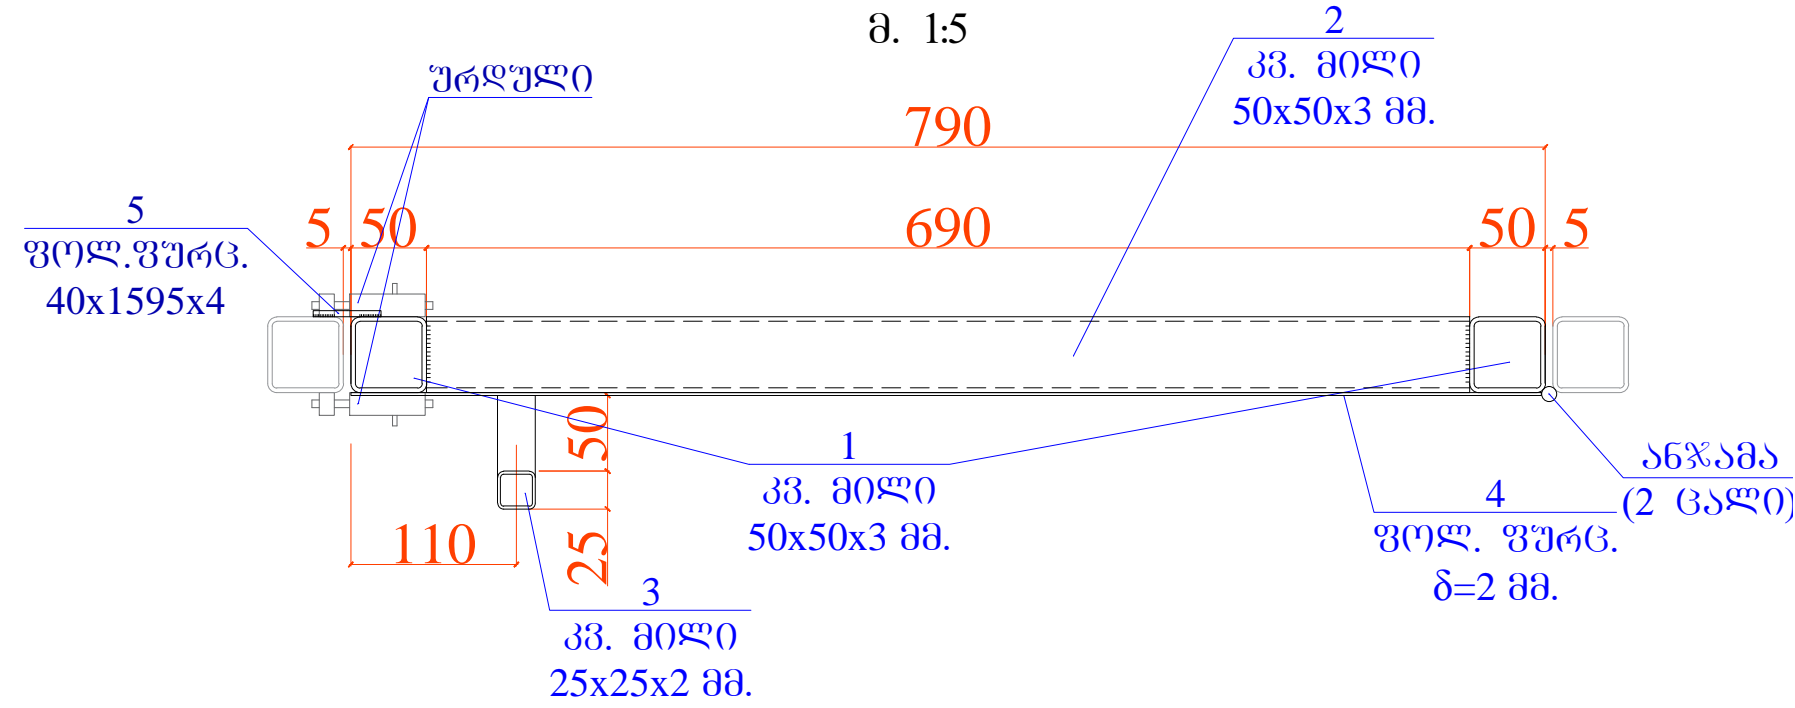 მ. 1:5
2
კვ. მილი
50x50x3 მმ.
ურდული
790
5
ფოლ.ფურც.
40x1595x4
5
50
690
50
5
50
25
110
1
კვ. მილი
50x50x3 მმ.
3
კვ. მილი
25x25x2 მმ.
4
ფოლ. ფურც.
δ=2 მმ.
ანჯამა
(2 ცალი)